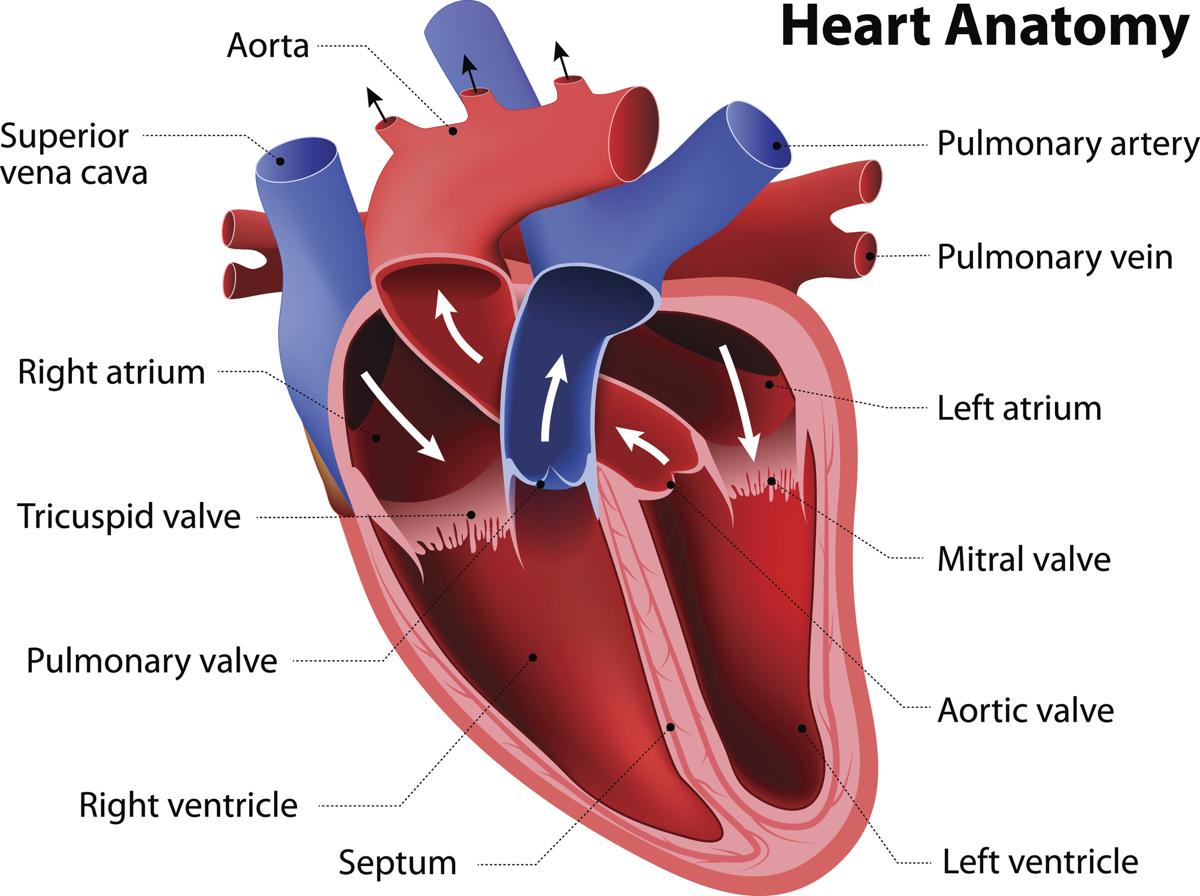 Heart Anatomy
Aorta
Superior
vena cava
Right atrium
Tricuspid valve
Pulmonary valve
Right ventricle
Septum
Pulmonary artery
Pulmonary vein
Left atrium
Mitral valve
Aortic valve
Left ventricle